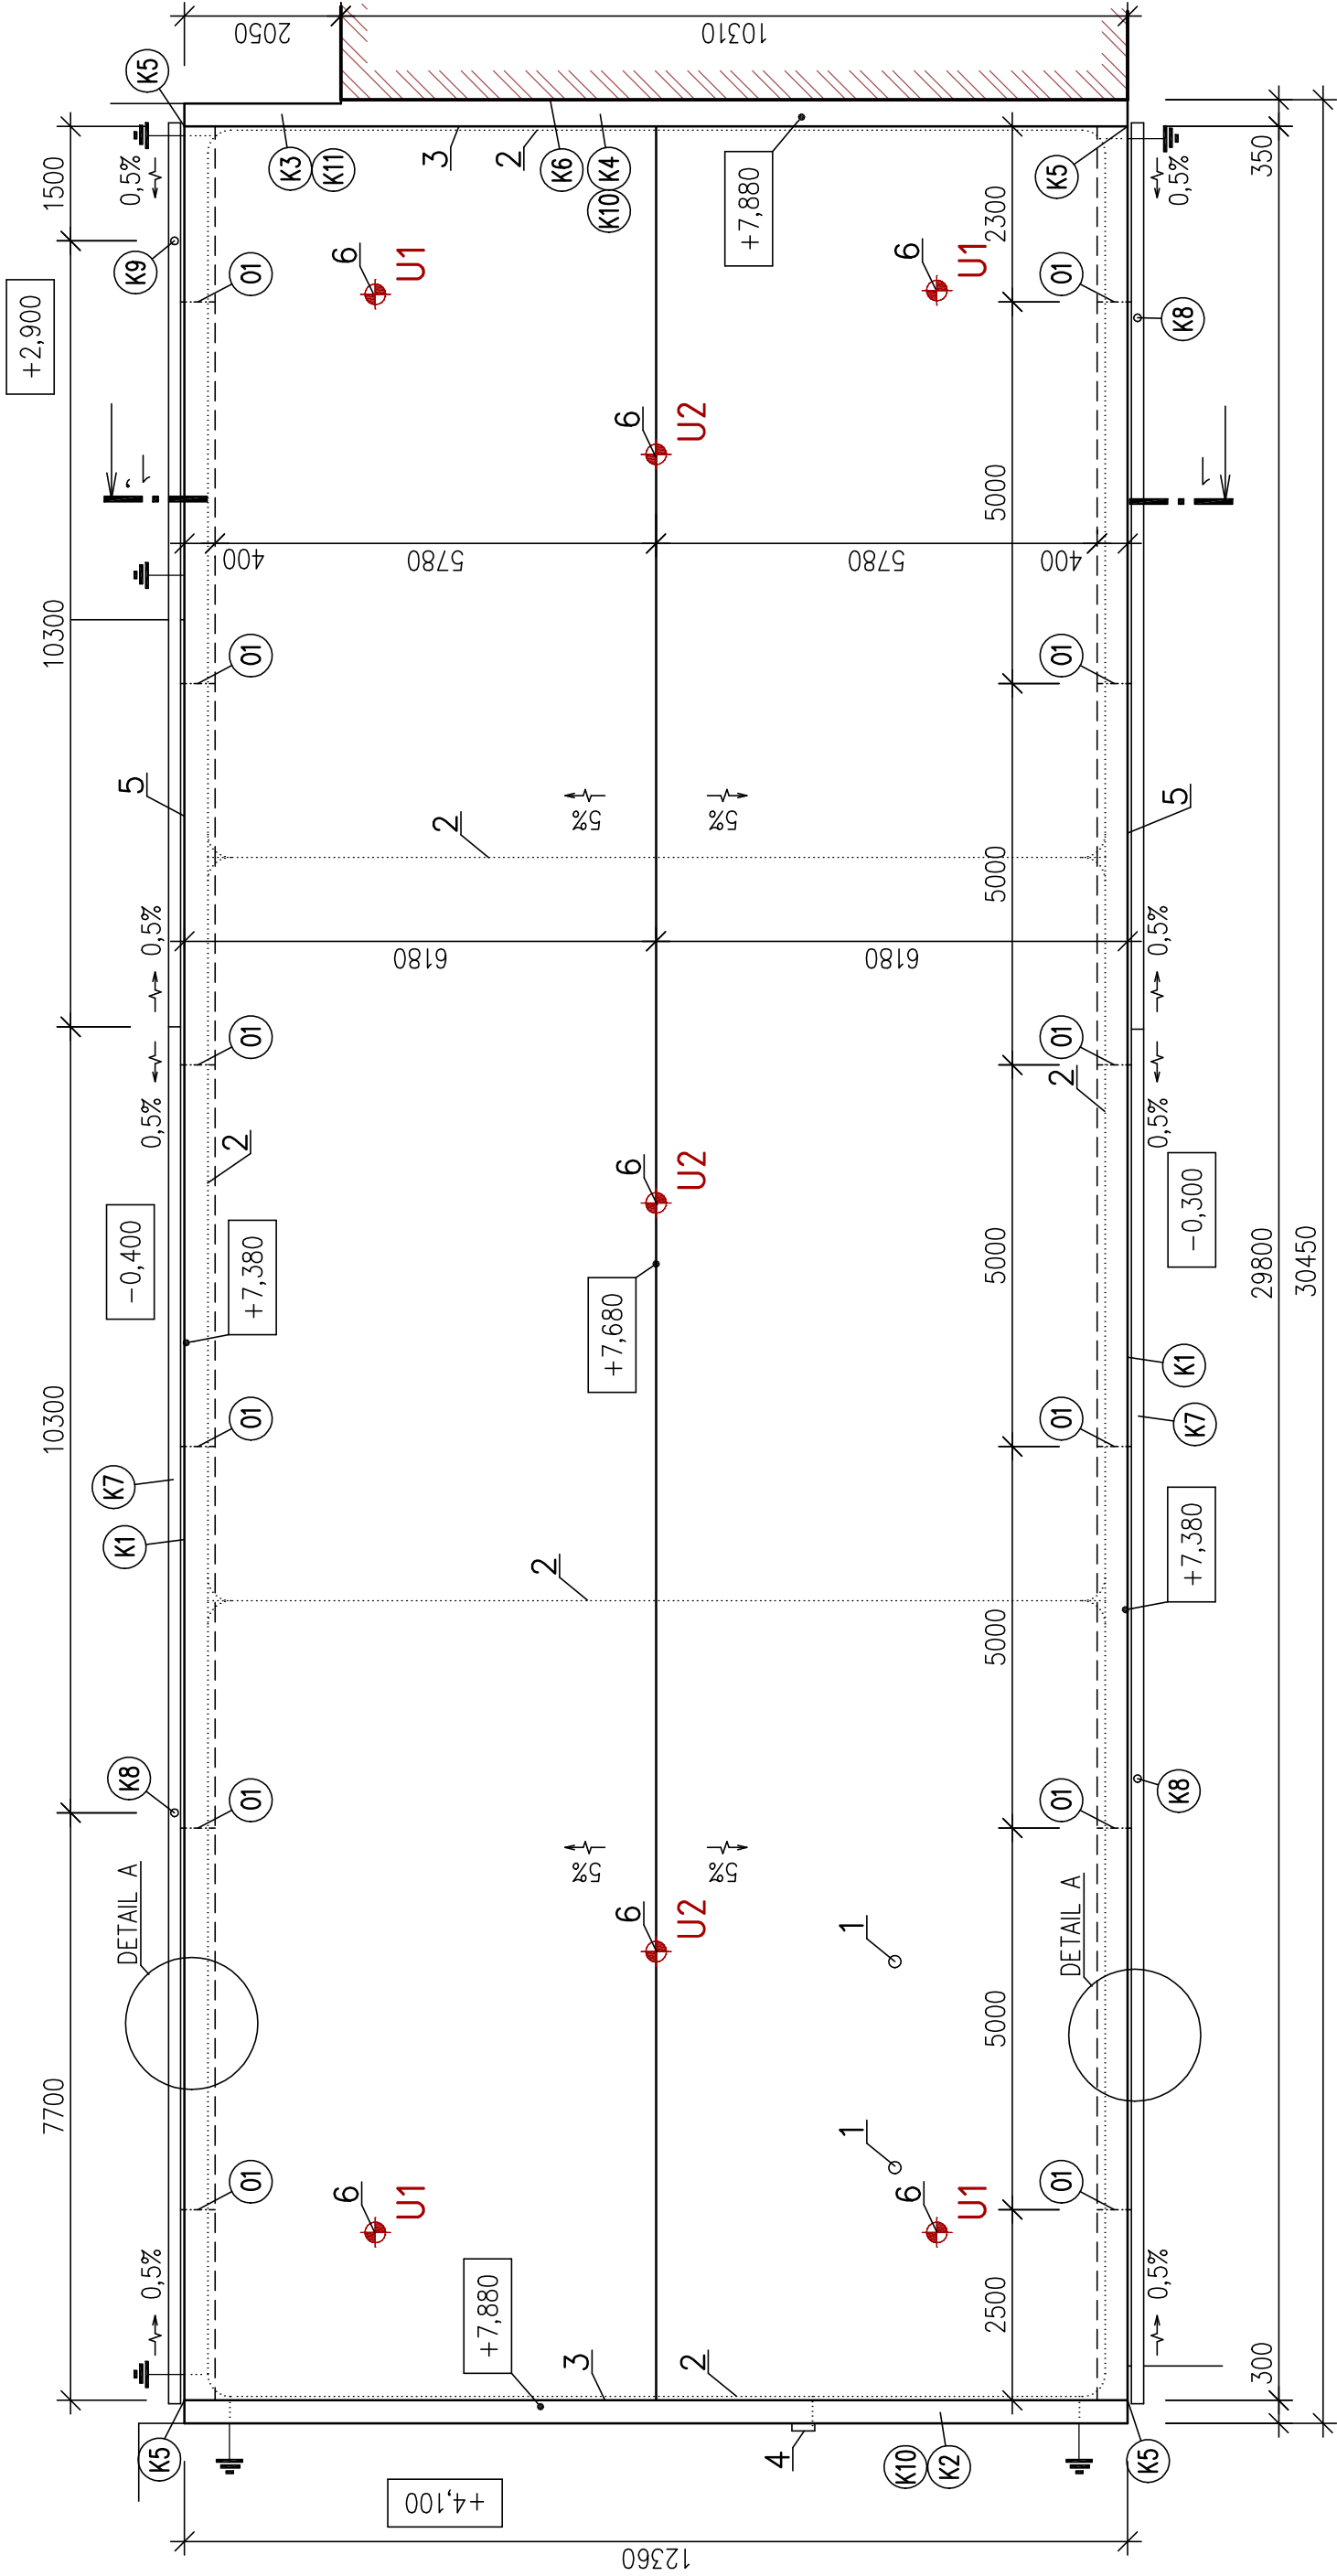 +2,900
7700
10300
10300
1500
DETAIL A
K8
K1
K7
-0,400
5
K9
K5
K5
0,5%
0,5%
0,5%
1'
0,5%
01
01
01
01
01
01
2
+7,380
400
2050
K3
K11
6
U1
6
U1
+4,100
+7,880
2
2
3
2
6180
5780
3
5%
5%
+7,680
K6
K10
K4
6
U2
6
U2
6
U2
12360
4
2
5%
5%
+7,880
10310
1
1
6180
5780
K10
K2
6
U1
6
U1
2500
5000
5000
5000
5000
5000
2300
DETAIL A
01
01
01
2
01
01
400
01
K5
K5
0,5%
0,5%
0,5%
0,5%
K8
K7
K1
+7,380
-0,300
5
1
K8
300
29800
350
30450